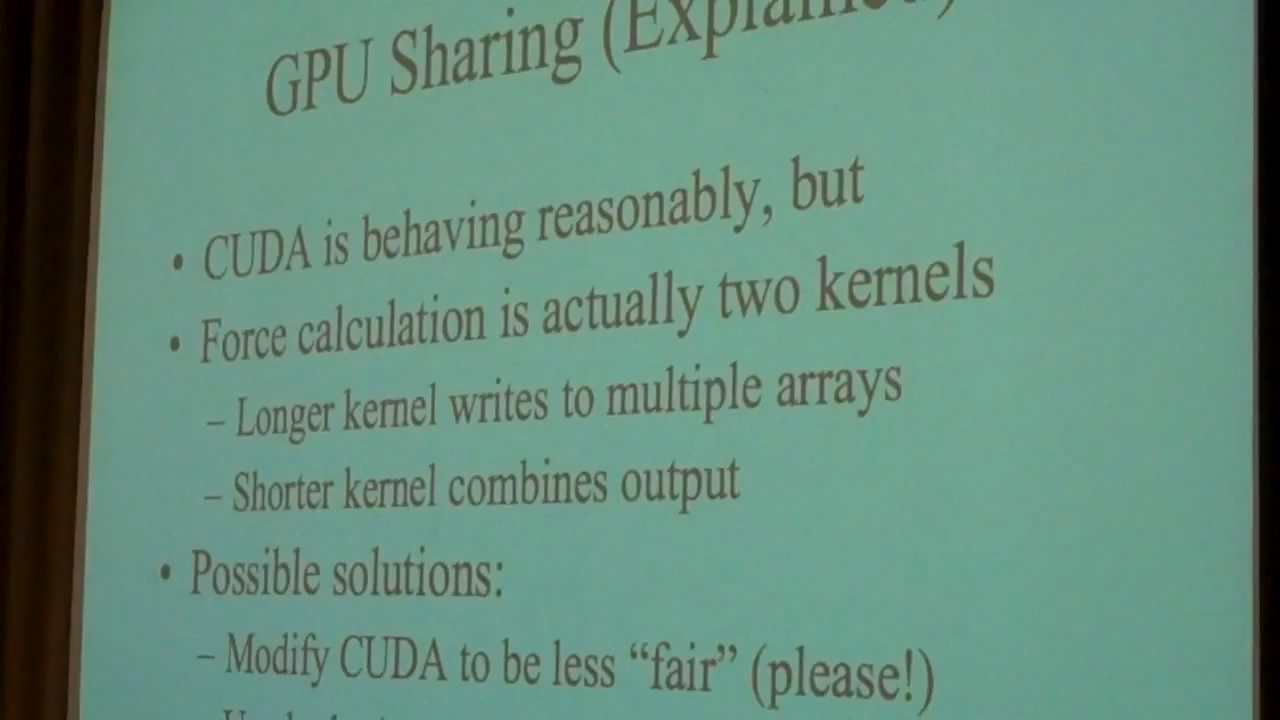 GPU Sharing (Explained)
• CUDA is behaving reasonably, but
• Force calculation is actually two kernels
– Longer kernel writes to multiple arrays
– Shorter kernel combines output
• Possible solutions:
– Modify CUDA to be less “fair” (please!)